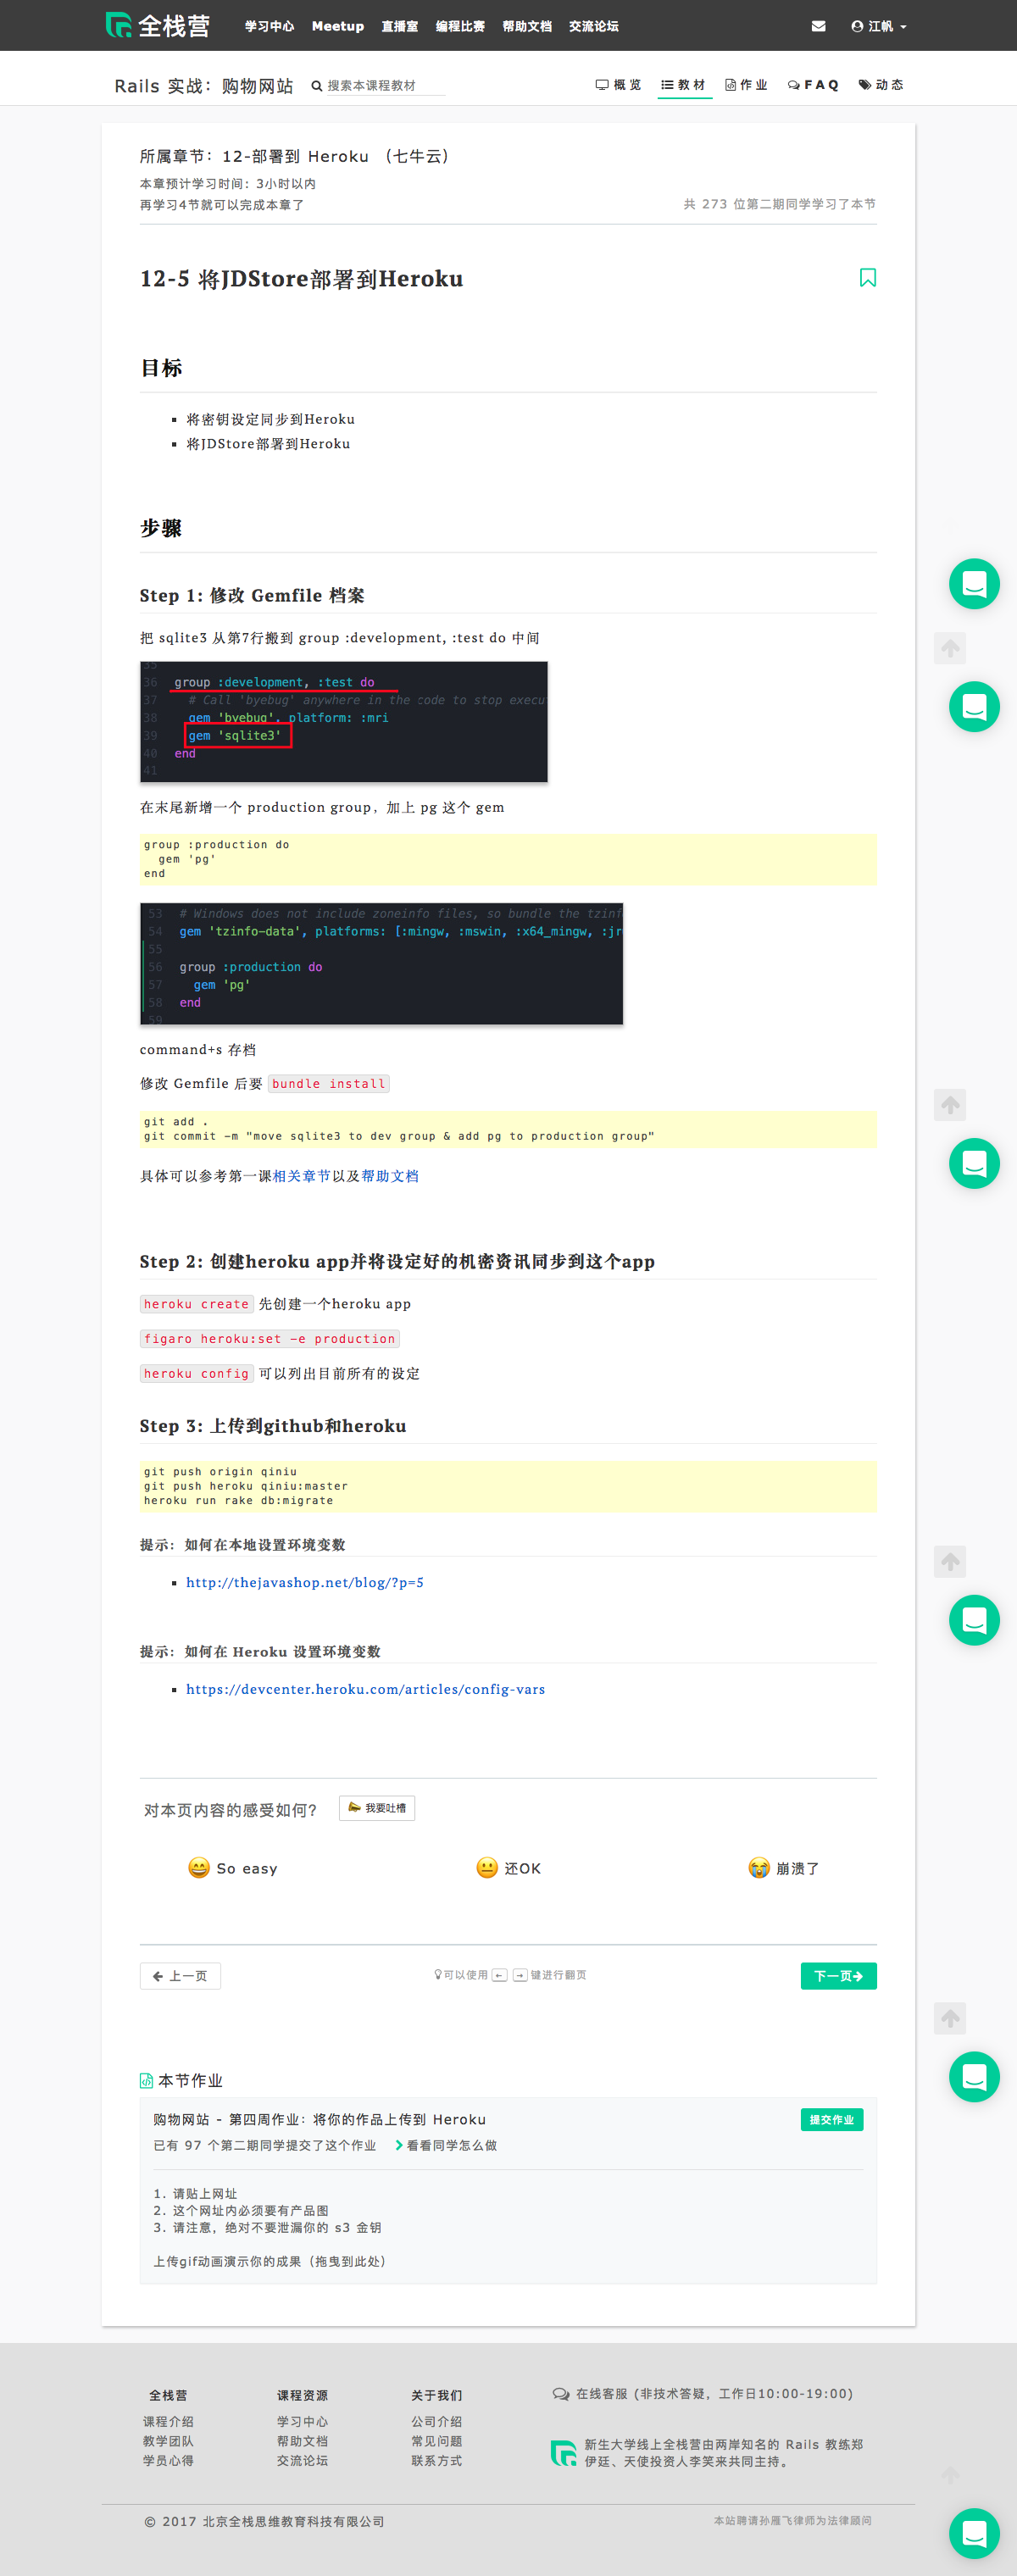 全栈营 学习中心 Meetup 直播室 编程比赛 帮助文档 交流论坛 江帆
Rails 实战：购物网站 搜索本课程教材 概览 教材 作业 FAQ 动态
所属章节：12-部署到 Heroku （七牛云）
本章预计学习时间：3小时以内
再学习4节就可以完成本章了 共 273 位第二期同学学习了本节
12-5 将JDStore部署到Heroku
目标
将密钥设定同步到Heroku
将JDStore部署到Heroku
步骤
Step 1: 修改 Gemfile 档案
把 sqlite3 从第7行搬到 group :development, :test do 中间
35
36 group :development, :test do
37 # Call 'byebug' anywhere in the code to stop execu
38 gem 'byebug', platform: :mri
39 gem 'sqlite3'
40 end
41
在末尾新增一个 production group，加上 pg 这个 gem
group :production do
gem 'pg'
end
53 # Windows does not include zoneinfo files, so bundle the tzinf
54 gem 'tzinfo-data', platforms: [:mingw, :mswin, :x64_mingw, :jr
55
56 group :production do
57 gem 'pg'
58 end
59
command+s 存档
修改 Gemfile 后要 bundle install
git add .
git commit -m "move sqlite3 to dev group & add pg to production group"
具体可以参考第一课相关章节以及帮助文档
Step 2: 创建heroku app并将设定好的机密资讯同步到这个app
heroku create 先创建一个heroku app
figaro heroku:set -e production
heroku config 可以列出目前所有的设定
Step 3: 上传到github和heroku
git push origin qiniu
git push heroku qiniu:master
heroku run rake db:migrate
提示：如何在本地设置环境变数
http://thejavashop.net/blog/?p=5
提示：如何在 Heroku 设置环境变数
https://devcenter.heroku.com/articles/config-vars
对本页内容的感受如何？ 我要吐槽
So easy 还OK 崩溃了
上一页 可以使用 ← → 键进行翻页 下一页
本节作业
购物网站 - 第四周作业：将你的作品上传到 Heroku 提交作业
已有 97 个第二期同学提交了这个作业 看看同学怎么做
1. 请贴上网址
2. 这个网址内必须要有产品图
3. 请注意，绝对不要泄漏你的 s3 金钥
上传gif动画演示你的成果（拖曳到此处）
全栈营 课程资源 关于我们 在线客服 (非技术答疑，工作日10:00-19:00)
课程介绍 学习中心 公司介绍
教学团队 帮助文档 常见问题 新生大学线上全栈营由两岸知名的 Rails 教练郑
学员心得 交流论坛 联系方式 伊廷、天使投资人李笑来共同主持。
© 2017 北京全栈思维教育科技有限公司 本站聘请孙雁飞律师为法律顾问